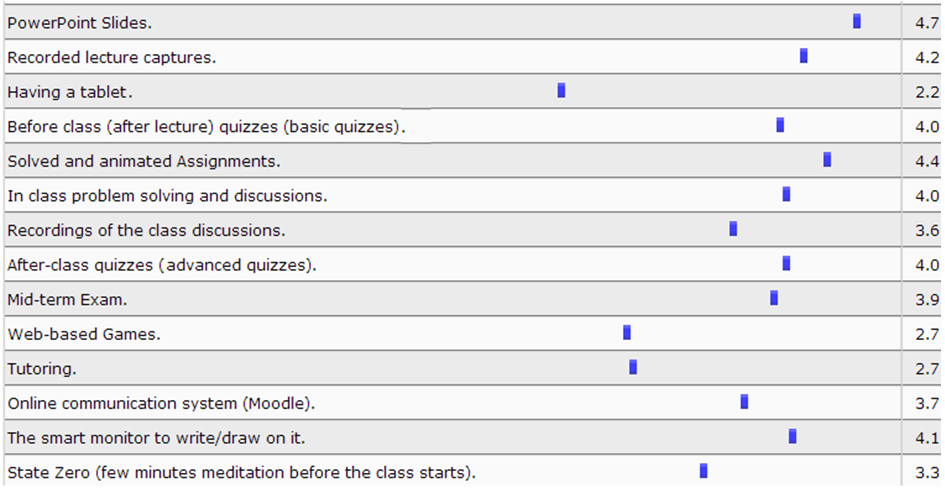 PowerPoint Slides. 4.7
Recorded lecture captures. 4.2
Having a tablet. 2.2
Before class (after lecture) quizzes (basic quizzes). 4.0
Solved and animated Assignments. 4.4
In class problem solving and discussions. 4.0
Recordings of the class discussions. 3.6
After-class quizzes (advanced quizzes). 4.0
Mid-term Exam. 3.9
Web-based Games. 2.7
Tutoring. 2.7
Online communication system (Moodle). 3.7
The smart monitor to write/draw on it. 4.1
State Zero (few minutes meditation before the class starts). 3.3